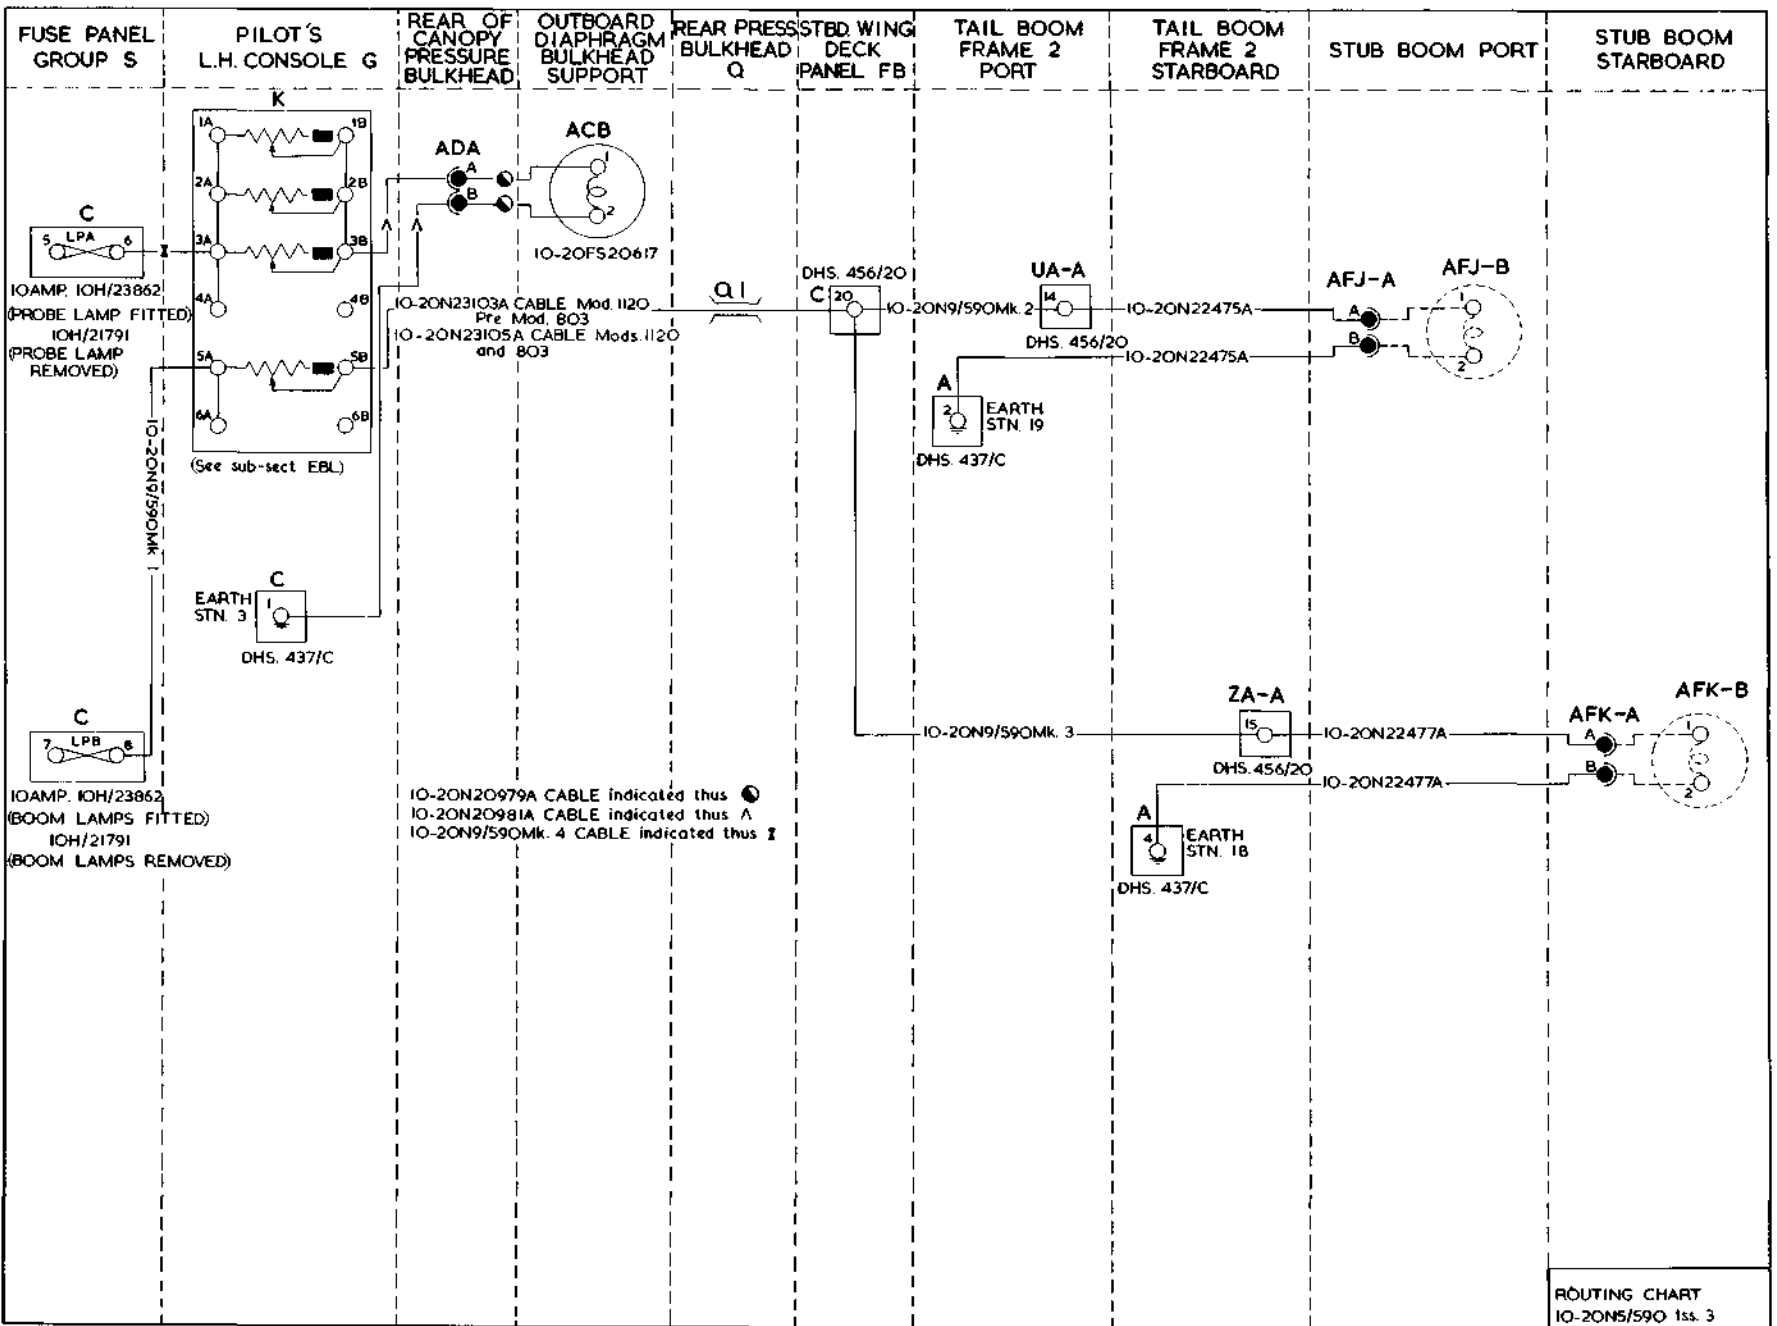 FUSE PANEL
GROUP S
PILOT'S
L.H. CONSOLE G
REAR OF
CANOPY
PRESSURE
BULKHEAD
OUTBOARD
DIAPHRAGM
BULKHEAD
SUPPORT
REAR PRESS
BULKHEAD
Q
STBD. WING
DECK
PANEL FB
TAIL BOOM
FRAME 2
PORT
TAIL BOOM
FRAME 2
STARBOARD
STUB BOOM PORT
STUB BOOM
STARBOARD
K
1A 1B
2A 2B
3A 3B
4A 4B
5A 5B
6A 6B
(See sub-sect EBL)
C
5 LPA 6
10AMP. 10H/23862
(PROBE LAMP FITTED)
10H/21791
(PROBE LAMP
REMOVED)
10-20N9/590Mk. 1
ADA
A
B
ACB
1
2
10-20FS20617
10-20N23103A CABLE Mod. 1120
Pre Mod. 803
10-20N23105A CABLE Mods. 1120
and 803
Q1
DHS. 456/20
C 20
10-20N9/590Mk. 2
UA-A
14
DHS. 456/20
10-20N22475A
10-20N22475A
A
2
EARTH
STN. 19
DHS. 437/C
AFJ-A
A
B
AFJ-B
1
2
C
EARTH
STN. 3
1
DHS. 437/C
C
7 LPB 8
10AMP. 10H/23862
(BOOM LAMPS FITTED)
10H/21791
(BOOM LAMPS REMOVED)
10-20N9/590Mk. 3
ZA-A
15
DHS. 456/20
10-20N22477A
10-20N22477A
A
4
EARTH
STN. 18
DHS. 437/C
AFK-A
A
B
AFK-B
1
2
10-20N20979A CABLE indicated thus
10-20N20981A CABLE indicated thus ʌ
10-20N9/590Mk. 4 CABLE indicated thus I
ROUTING CHART
10-20N5/590 Iss. 3